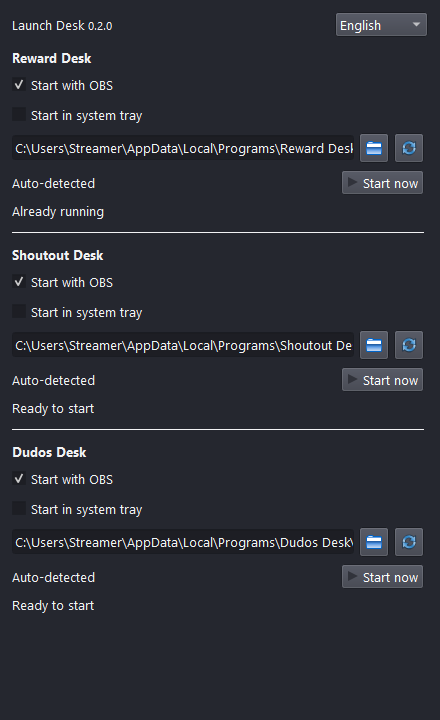 Launch Desk 0.2.0
English
Reward Desk
Start with OBS
Start in system tray
C:\Users\Streamer\AppData\Local\Programs\Reward Desk
Auto-detected
Start now
Already running
Shoutout Desk
Start with OBS
Start in system tray
C:\Users\Streamer\AppData\Local\Programs\Shoutout De
Auto-detected
Start now
Ready to start
Dudos Desk
Start with OBS
Start in system tray
C:\Users\Streamer\AppData\Local\Programs\Dudos Desk\
Auto-detected
Start now
Ready to start